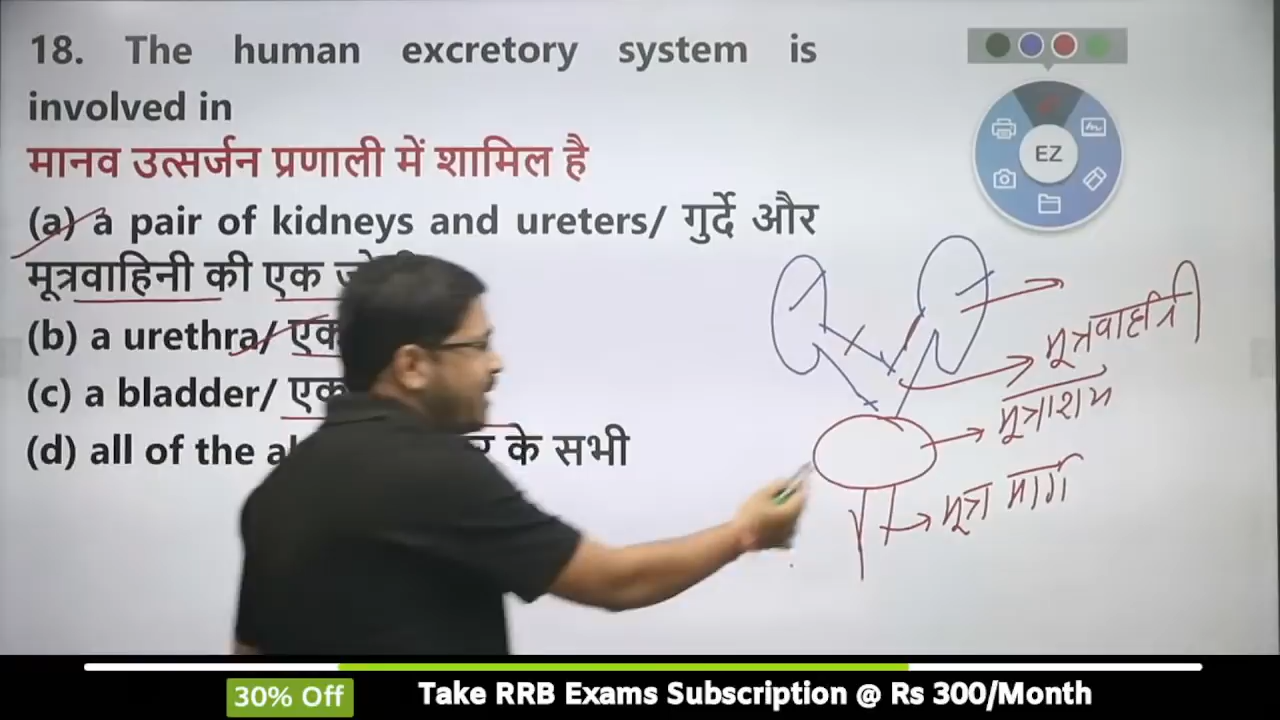 18. The human excretory system is
involved in
मानव उत्सर्जन प्रणाली में शामिल है
(a) a pair of kidneys and ureters/ गुर्दे और
मूत्रवाहिनी की एक
(b) a urethra/ एक
(c) a bladder/ एक
(d) all of the के सभी
EZ
मूत्राशय
मूत्र मार्ग
30% Off
Take RRB Exams Subscription @ Rs 300/Month